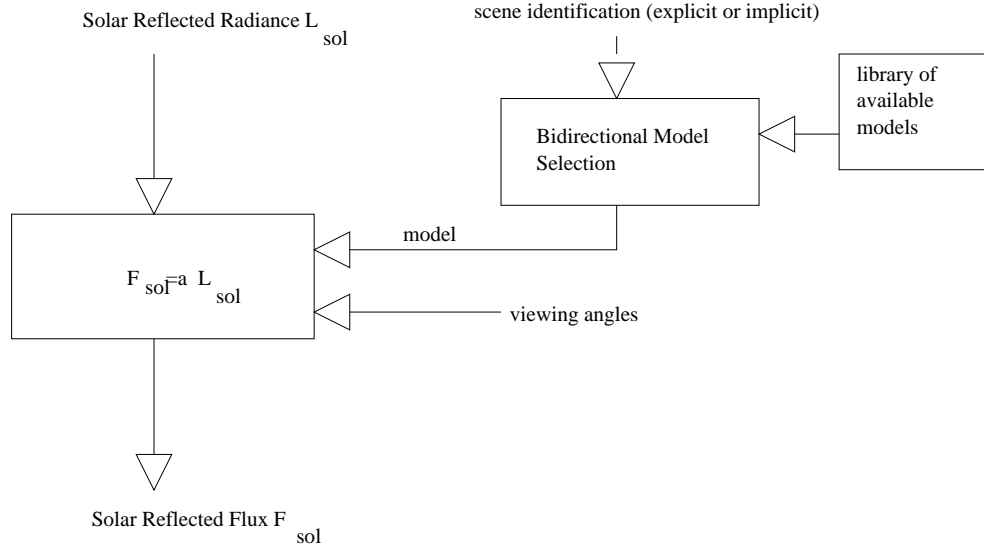 Solar Reflected Radiance L sol
scene identification (explicit or implicit)
library of
available
models
Bidirectional Model
Selection
model
F sol=a L sol
viewing angles
Solar Reflected Flux F sol